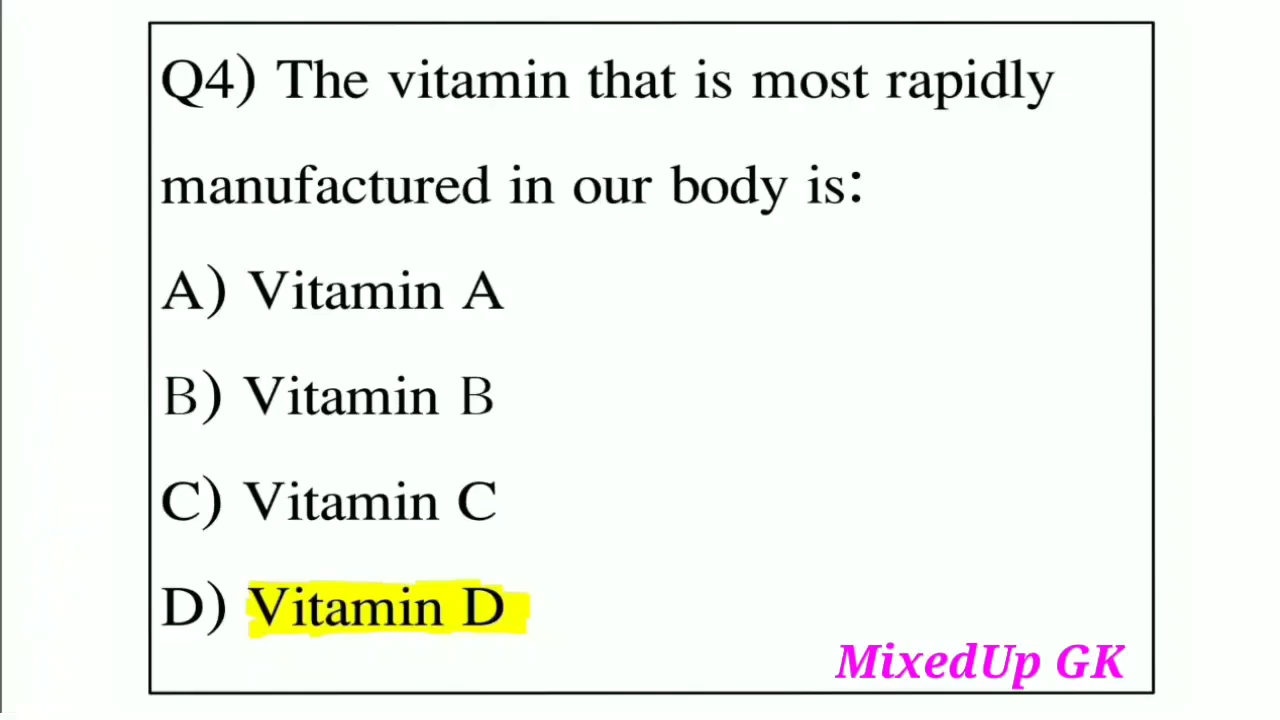 Q4) The vitamin that is most rapidly
manufactured in our body is:
A) Vitamin A
B) Vitamin B
C) Vitamin C
D) Vitamin D
MixedUp GK